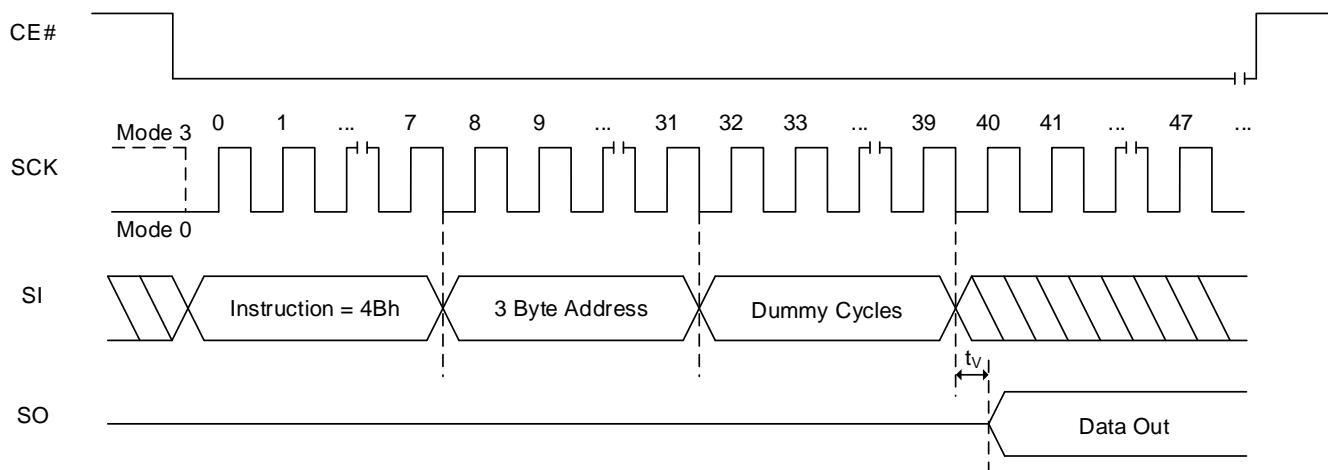 CE#
Mode 3
0 1 ... 7 8 9 ... 31 32 33 ... 39 40 41 ... 47 ...
SCK
Mode 0
SI
Instruction = 4Bh
3 Byte Address
Dummy Cycles
tV
SO
Data Out